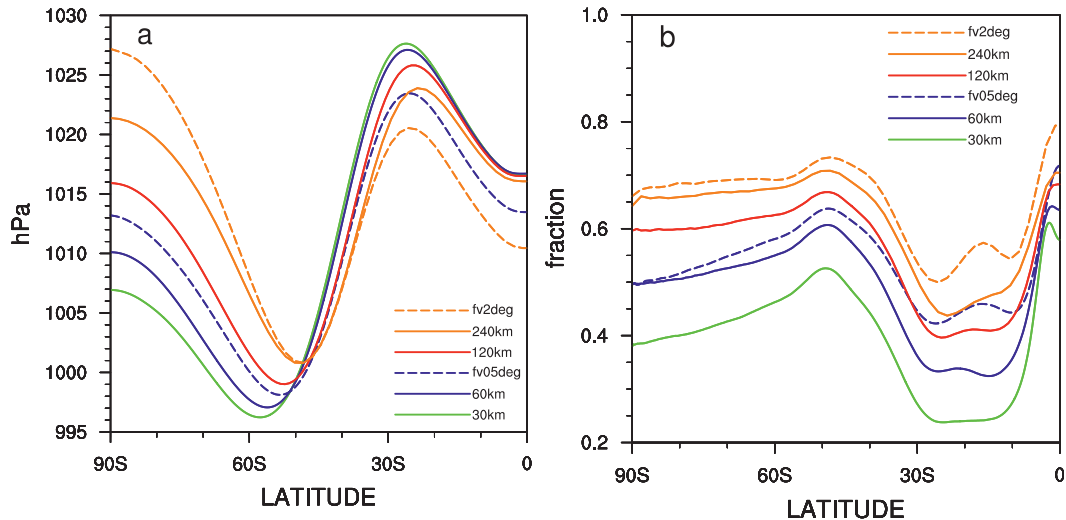 a
hPa
1030
1025
1020
1015
1010
1005
1000
995
fv2deg
240km
120km
fv05deg
60km
30km
90S
60S
30S
0
LATITUDE
b
fraction
1.0
0.8
0.6
0.4
0.2
fv2deg
240km
120km
fv05deg
60km
30km
90S
60S
30S
0
LATITUDE